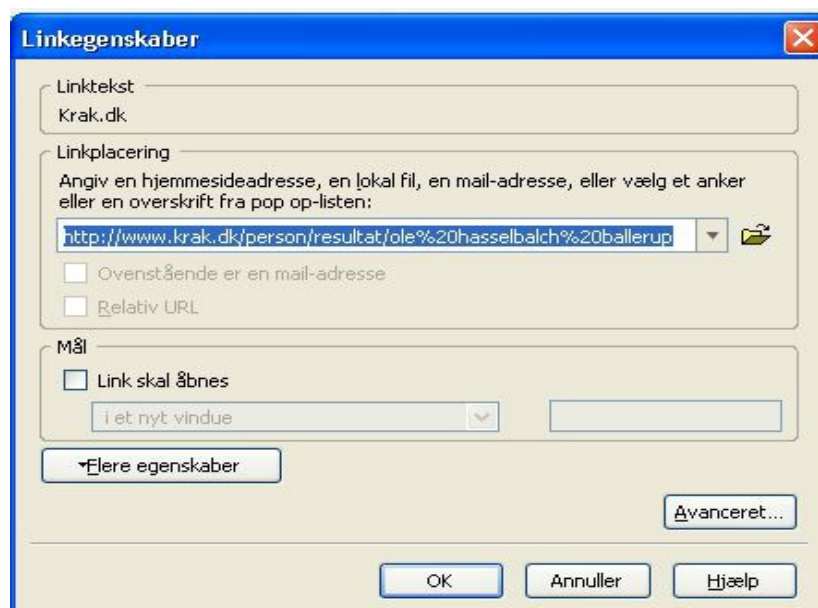 Linkegenskaber
Linktekst
Krak.dk
Linkplacering
Angiv en hjemmesideadresse, en lokal fil, en mail-adresse, eller vælg et anker
eller en overskrift fra pop op-listen:
http://www.krak.dk/person/resultat/ole%20hasselbalch%20ballerup
Ovenstående er en mail-adresse
Relativ URL
Mål
Link skal åbnes
i et nyt vindue
Flere egenskaber
Avanceret...
OK Annuller Hjælp